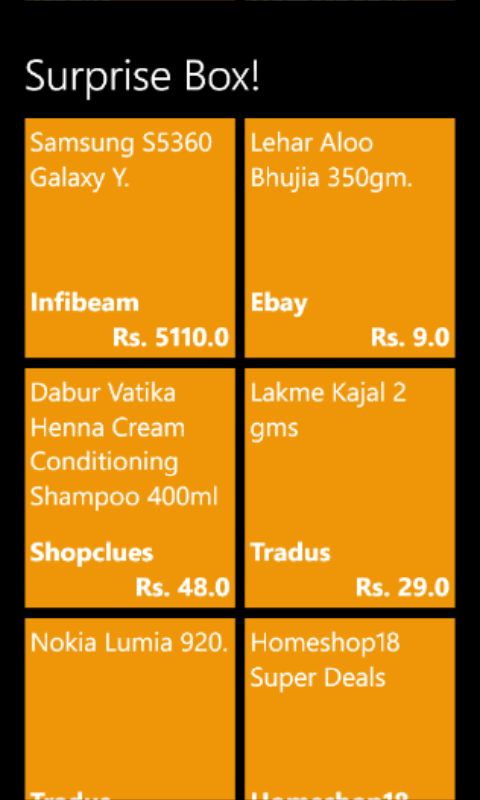 Surprise Box!
Samsung S5360
Galaxy Y.
Infibeam
Rs. 5110.0
Lehar Aloo
Bhujia 350gm.
Ebay
Rs. 9.0
Dabur Vatika
Henna Cream
Conditioning
Shampoo 400ml
Shopclues
Rs. 48.0
Lakme Kajal 2
gms
Tradus
Rs. 29.0
Nokia Lumia 920.
Tradus
Homeshop18
Super Deals
Homeshop18